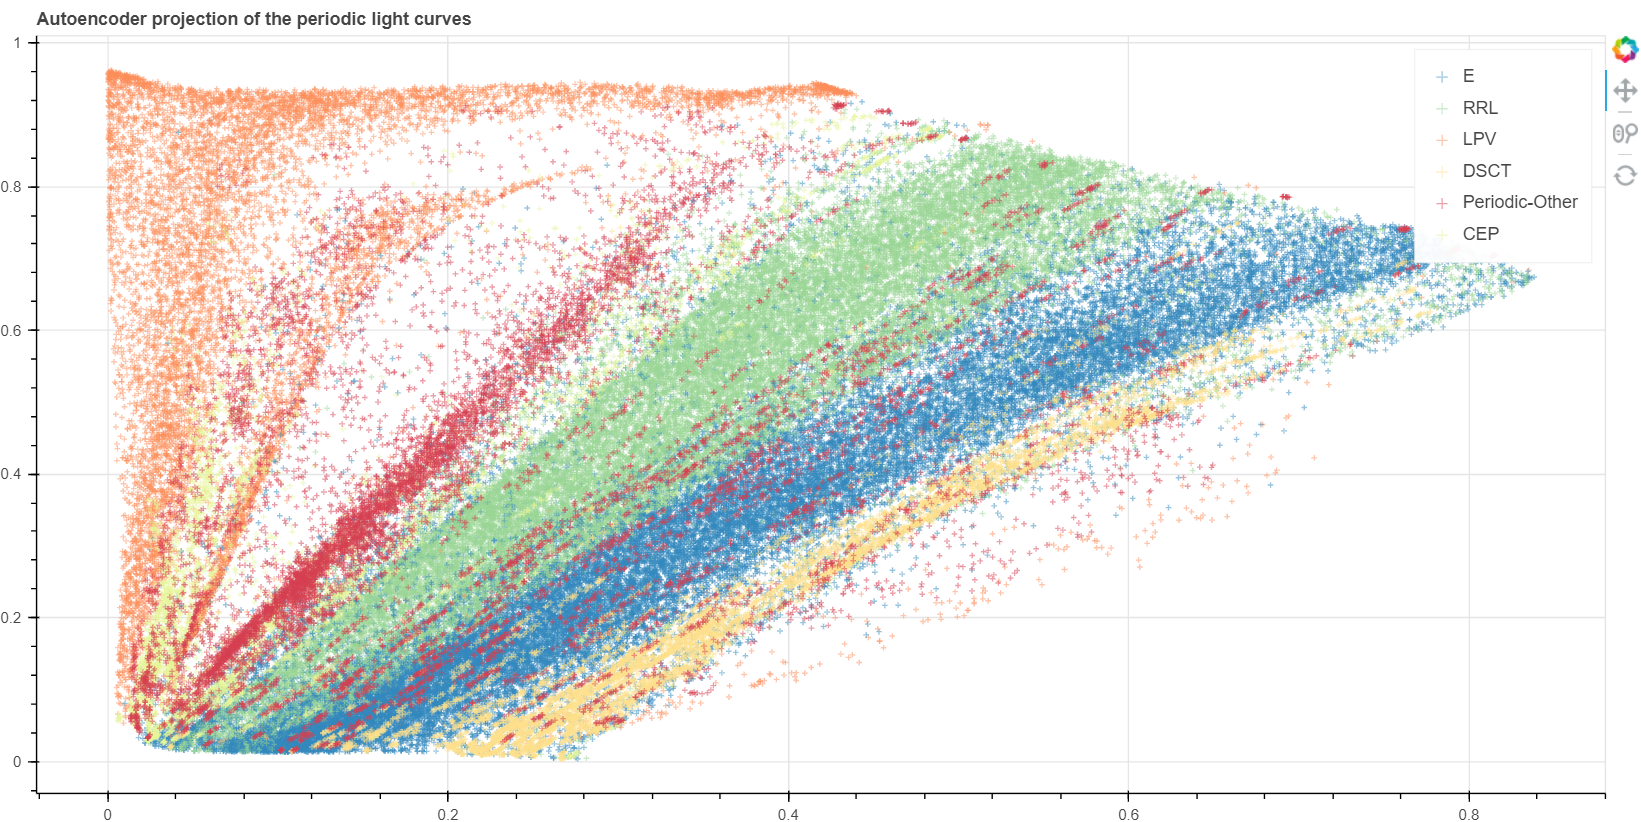 Autoencoder projection of the periodic light curves
1
0.8
0.6
0.4
0.2
0
0
0.2
0.4
0.6
0.8
E
RRL
LPV
DSCT
Periodic-Other
CEP